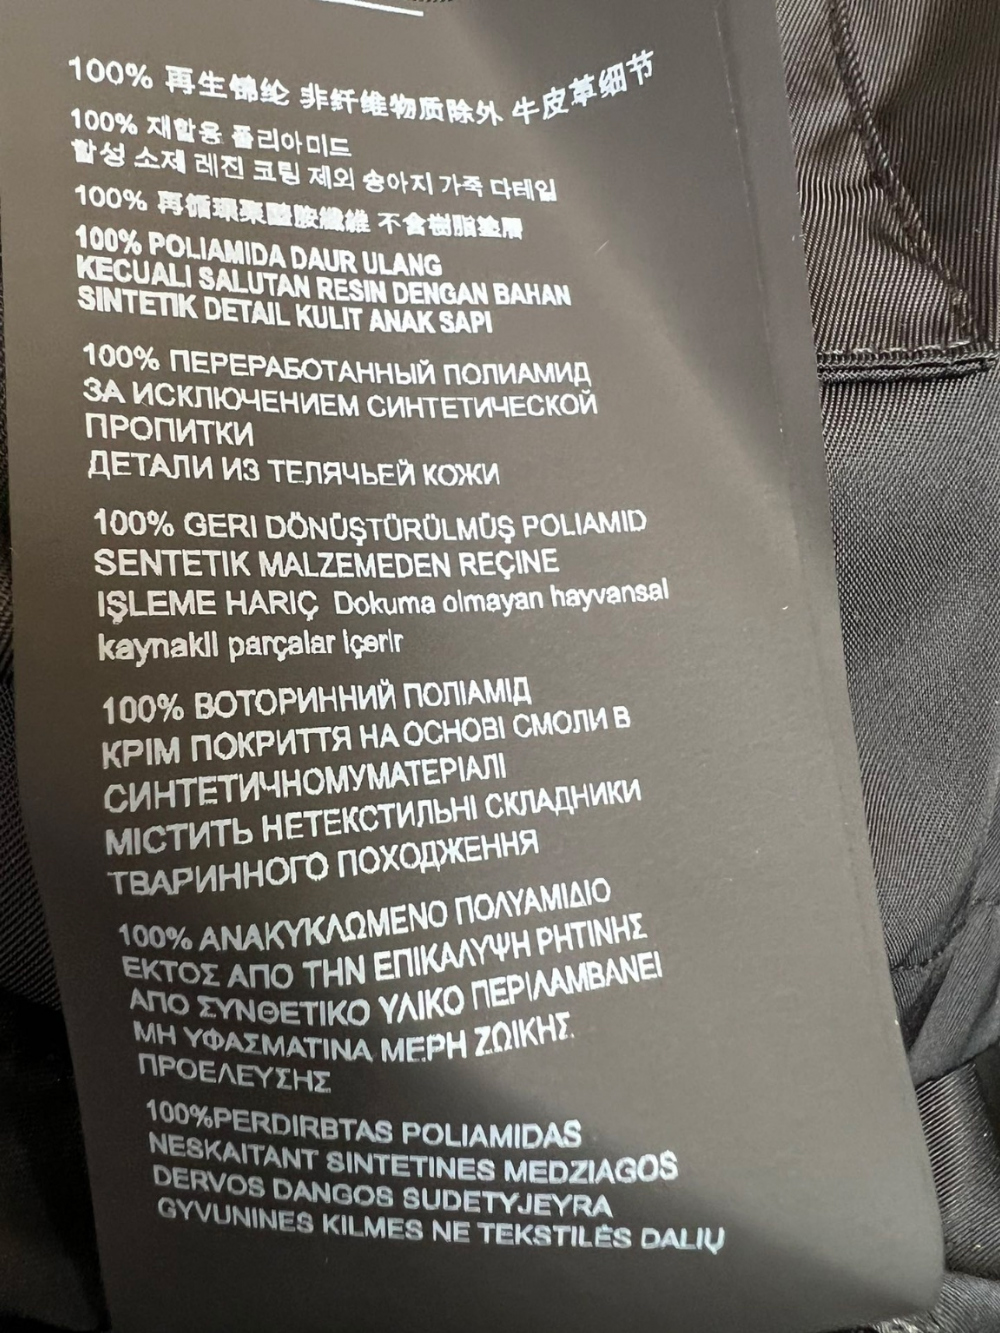 100% 再生锦纶 非纤维物质除外 牛皮革细节
100% 재활용 폴리아미드
합성 소제 레진 코팅 제외 송아지 가죽 다테일
100% 再循環聚醯胺纖維 不含樹脂塗層
100% POLIAMIDA DAUR ULANG
KECUALI SALUTAN RESIN DENGAN BAHAN
SINTETIK DETAIL KULIT ANAK SAPI
100% ПЕРЕРАБОТАННЫЙ ПОЛИАМИД
ЗА ИСКЛЮЧЕНИЕМ СИНТЕТИЧЕСКОЙ
ПРОПИТКИ
ДЕТАЛИ ИЗ ТЕЛЯЧЬЕЙ КОЖИ
100% GERI DÖNÜŞTÜRÜLMÜŞ POLIAMID
SENTETIK MALZEMEDEN REÇINE
IŞLEME HARIÇ Dokuma olmayan hayvansal
kaynakli parçalar içerir
100% ВОТОРИННИЙ ПОЛІАМІД
КРІМ ПОКРИТТЯ НА ОСНОВІ СМОЛИ В
СИНТЕТИЧНОМУМАТЕРІАЛІ
МІСТИТЬ НЕТЕКСТИЛЬНІ СКЛАДНИКИ
ТВАРИННОГО ПОХОДЖЕННЯ
100% ΑΝΑΚΥΚΛΩΜΕΝΟ ΠΟΛΥΑΜΙΔΙΟ
ΕΚΤΟΣ ΑΠΟ ΤΗΝ ΕΠΙΚΑΛΥΨΗ ΡΗΤΙΝΗΣ
ΑΠΟ ΣΥΝΘΕΤΙΚΟ ΥΛΙΚΟ ΠΕΡΙΛΑΜΒΑΝΕΙ
ΜΗ ΥΦΑΣΜΑΤΙΝΑ ΜΕΡΗ ΖΩΙΚΗΣ
ΠΡΟΕΛΕΥΣΗΣ
100%PERDIRBTAS POLIAMIDAS
NESKAITANT SINTETINES MEDZIAGOS
DERVOS DANGOS SUDETYJEYRA
GYVUNINES KILMES NE TEKSTILĖS DALIŲ